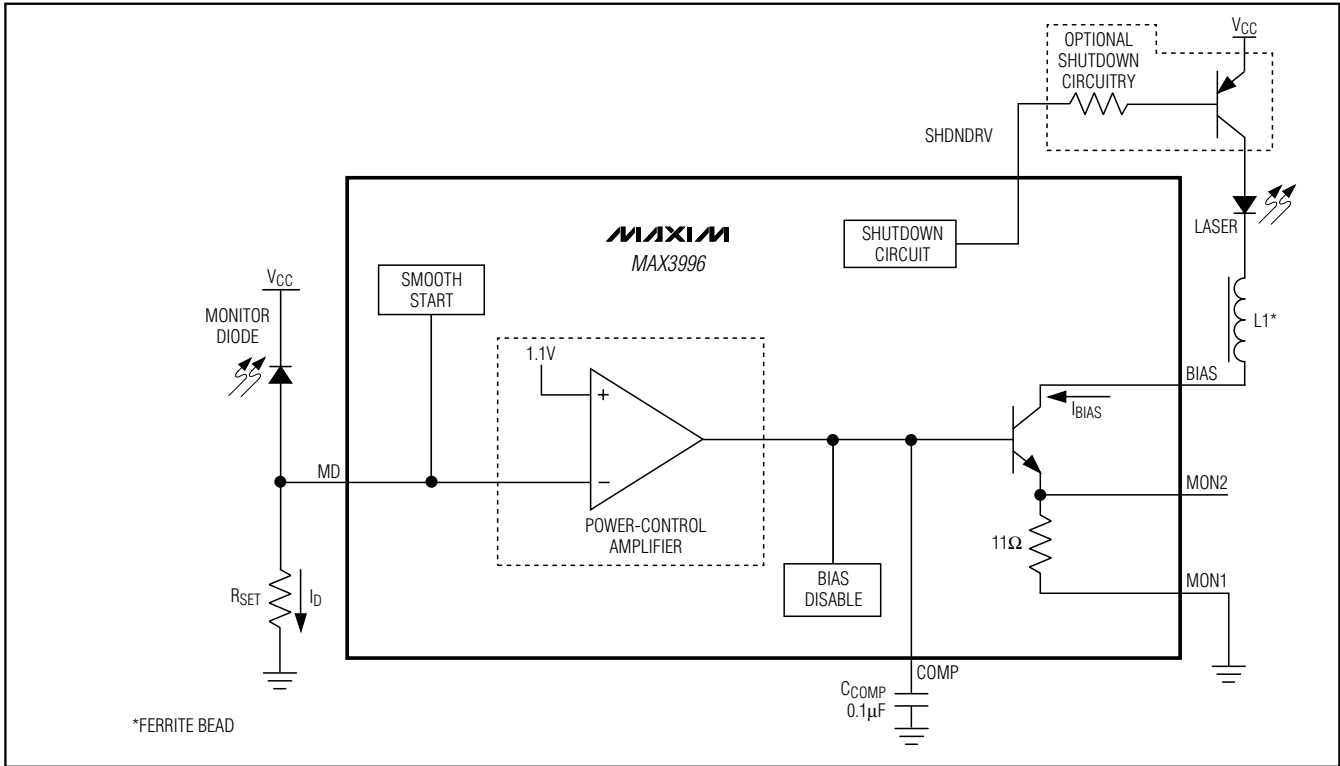 VCC
OPTIONAL
SHUTDOWN
CIRCUITRY
SHDNDRV
MAXIM
MAX3996
SHUTDOWN
CIRCUIT
LASER
SMOOTH
START
VCC
MONITOR
DIODE
L1*
1.1V
+
BIAS
IBIAS
MD
−
MON2
POWER-CONTROL
AMPLIFIER
11Ω
BIAS
DISABLE
MON1
RSET
ID
COMP
CCOMP
0.1μF
*FERRITE BEAD